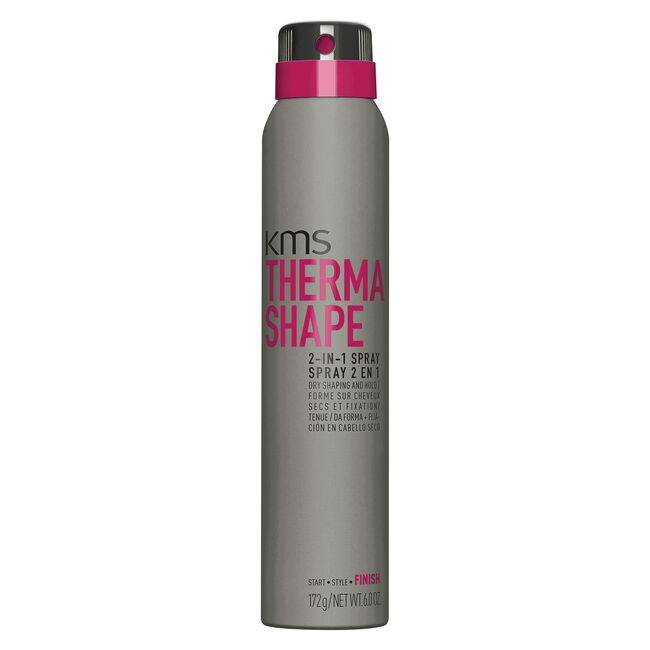 KMS
THERMA
SHAPE
2-IN-1 SPRAY
SPRAY 2 EN 1
DRY SHAPING AND HOLD /
FORME SUR CHEVEUX
SECS ET FIXATION/
TENUE / DA FORMA + FIJA-
CIÓN EN CABELLO SECO
START • STYLE • FINISH
172g/NET WT.6.0 OZ.